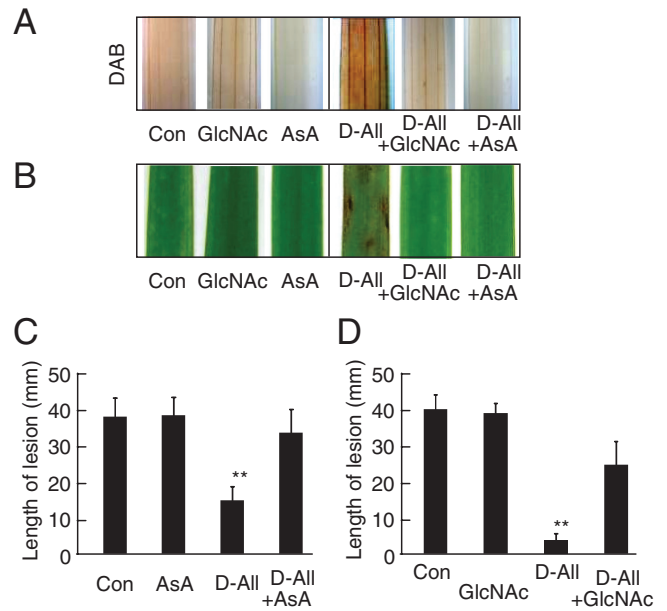 A
DAB
Con GlcNAc AsA D-All D-All +GlcNAc D-All +AsA
B
Con GlcNAc AsA D-All D-All +GlcNAc D-All +AsA
C
Length of lesion (mm)
50
40
30
20
10
0
**
Con AsA D-All D-All +AsA
D
Length of lesion (mm)
50
40
30
20
10
0
**
Con GlcNAc D-All D-All +GlcNAc